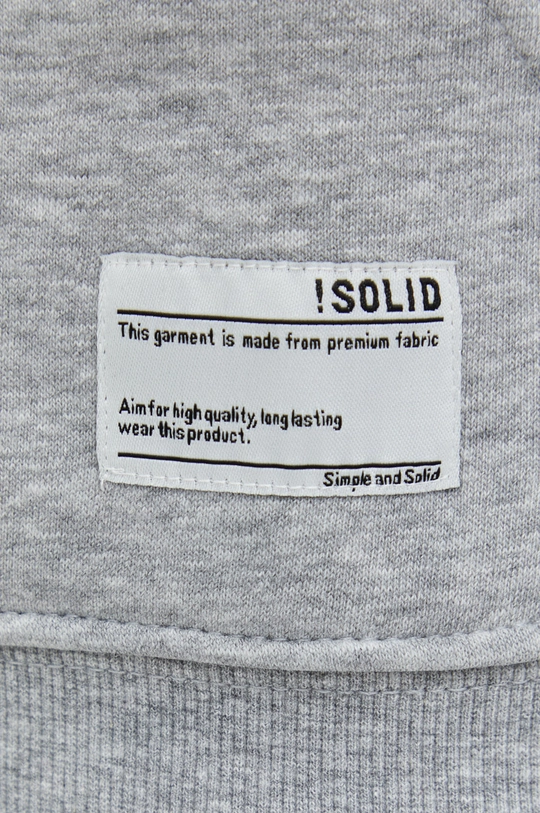 !SOLID
This garment is made from premium fabric
Aim for high quality, long lasting
wear this product.
Simple and Solid